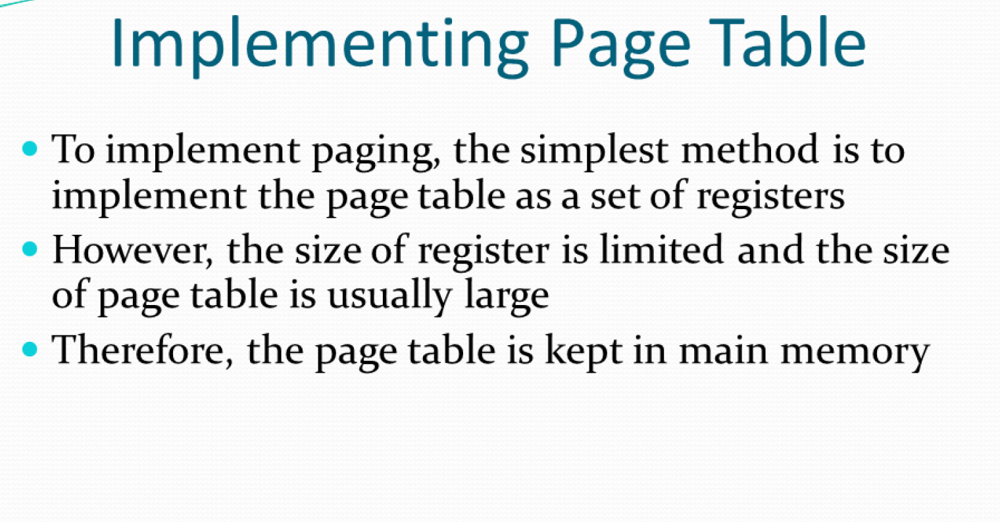 Implementing Page Table
• To implement paging, the simplest method is to
implement the page table as a set of registers
• However, the size of register is limited and the size
of page table is usually large
• Therefore, the page table is kept in main memory